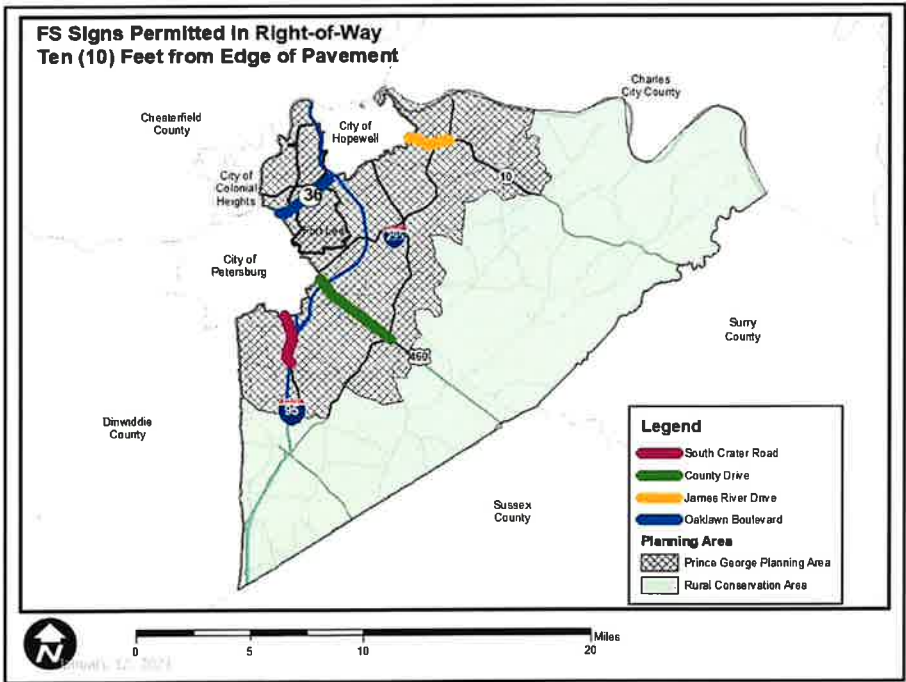 FS Signs Permitted in Right-of-Way
Ten (10) Feet from Edge of Pavement
Charles
City County
Chesterfield
County
City of
Hopewell
City of
Colonial
Heights
36
10
Fort Lee
295
City of
Petersburg
460
Surry
County
95
Dinwiddie
County
Sussex
County
Legend
South Crater Road
County Drive
James River Drive
Oaklawn Boulevard
Planning Area
Prince George Planning Area
Rural Conservation Area
N
Miles
0
5
10
20